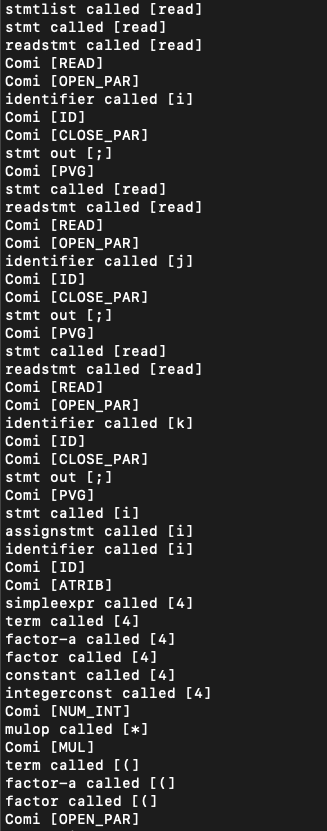 stmtlist called [read]
stmt called [read]
readstmt called [read]
Comi [READ]
Comi [OPEN_PAR]
identifier called [i]
Comi [ID]
Comi [CLOSE_PAR]
stmt out [;]
Comi [PVG]
stmt called [read]
readstmt called [read]
Comi [READ]
Comi [OPEN_PAR]
identifier called [j]
Comi [ID]
Comi [CLOSE_PAR]
stmt out [;]
Comi [PVG]
stmt called [read]
readstmt called [read]
Comi [READ]
Comi [OPEN_PAR]
identifier called [k]
Comi [ID]
Comi [CLOSE_PAR]
stmt out [;]
Comi [PVG]
stmt called [i]
assignstmt called [i]
identifier called [i]
Comi [ID]
Comi [ATRIB]
simpleexpr called [4]
term called [4]
factor-a called [4]
factor called [4]
constant called [4]
integerconst called [4]
Comi [NUM_INT]
mulop called [*]
Comi [MUL]
term called [(]
factor-a called [(]
factor called [(]
Comi [OPEN_PAR]